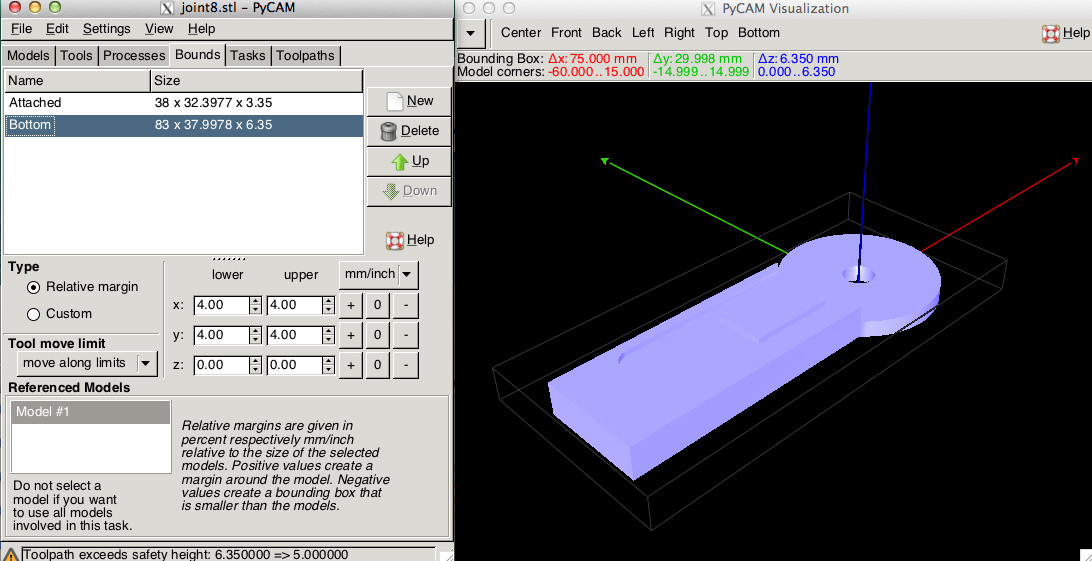 joint8.stl – PyCAM
File Edit Settings View Help
Models Tools Processes Bounds Tasks Toolpaths
Name Size
Attached 38 x 32.3977 x 3.35
Bottom 83 x 37.9978 x 6.35
New
Delete
Up
Down
Help
Type
Relative margin
Custom
Tool move limit
move along limits
lower upper mm/inch
x: 4.00 4.00 + 0 -
y: 4.00 4.00 + 0 -
z: 0.00 0.00 + 0 -
Referenced Models
Model #1
Do not select a
model if you want
to use all models
involved in this task.
Relative margins are given in
percent respectively mm/inch
relative to the size of the selected
models. Positive values create a
margin around the model. Negative
values create a bounding box that
is smaller than the models.
Toolpath exceeds safety height: 6.350000 => 5.000000
PyCAM Visualization
Center Front Back Left Right Top Bottom Help
Bounding Box: Δx: 75.000 mm Δy: 29.998 mm Δz: 6.350 mm
Model corners: -60.000..15.000 -14.999..14.999 0.000..6.350